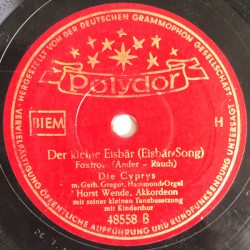 HERGESTELLT VON DER DEUTSCHEN GRAMMOPHON GESELLSCHAFT
Polydor
BIEM
H
Der kleine Eisbär (Eisbär-Song)
Foxtrot (Ander - Rauch)
Die Cyprys
m. Gerh. Gregor, Hammond-Orgel
Horst Wende, Akkordeon
mit seiner kleinen Tanzbesetzung
mit Kinderchor
48558 B
VERVIELFÄLTIGUNG
ÖFFENTLICHE AUFFÜHRUNG UND RUNDFUNKSENDUNG UNTERSAGT